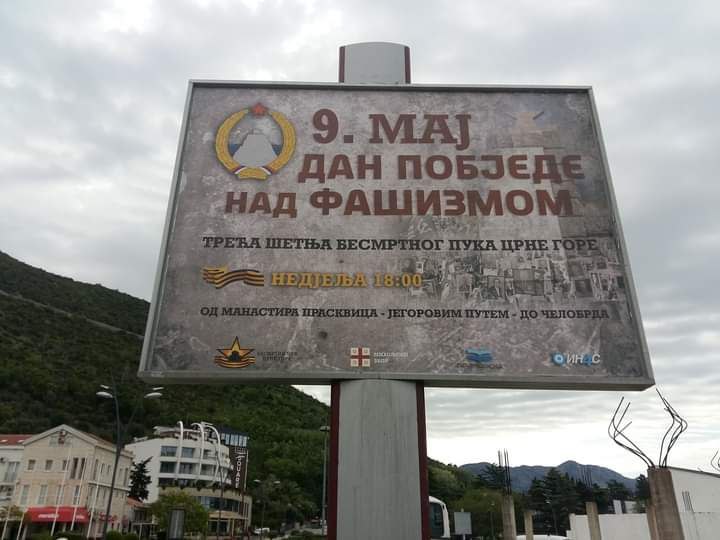 9. МАЈ
ДАН ПОБЈЕДЕ
НАД ФАШИЗМОМ
ТРЕЋА ШЕТЊА БЕСМРТНОГ ПУКА ЦРНЕ ГОРЕ
НЕДЈЕЉА 18:00
ОД МАНАСТИРА ПРАСКВИЦА - ЈЕГОРОВИМ ПУТЕМ - ДО ЧЕЛОБРДА
ИН4С